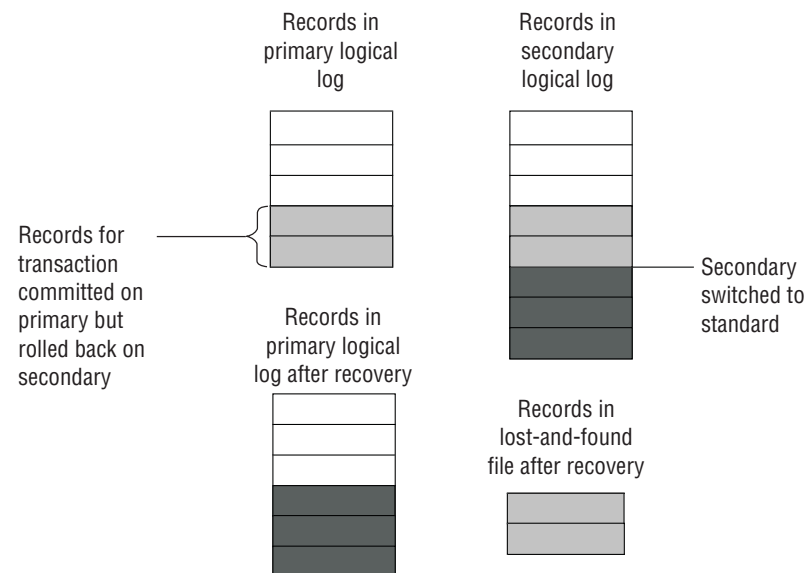 Records in
primary logical
log
Records in
secondary
logical log
Records for
transaction
committed on
primary but
rolled back on
secondary
Secondary
switched to
standard
Records in
primary logical
log after recovery
Records in
lost-and-found
file after recovery